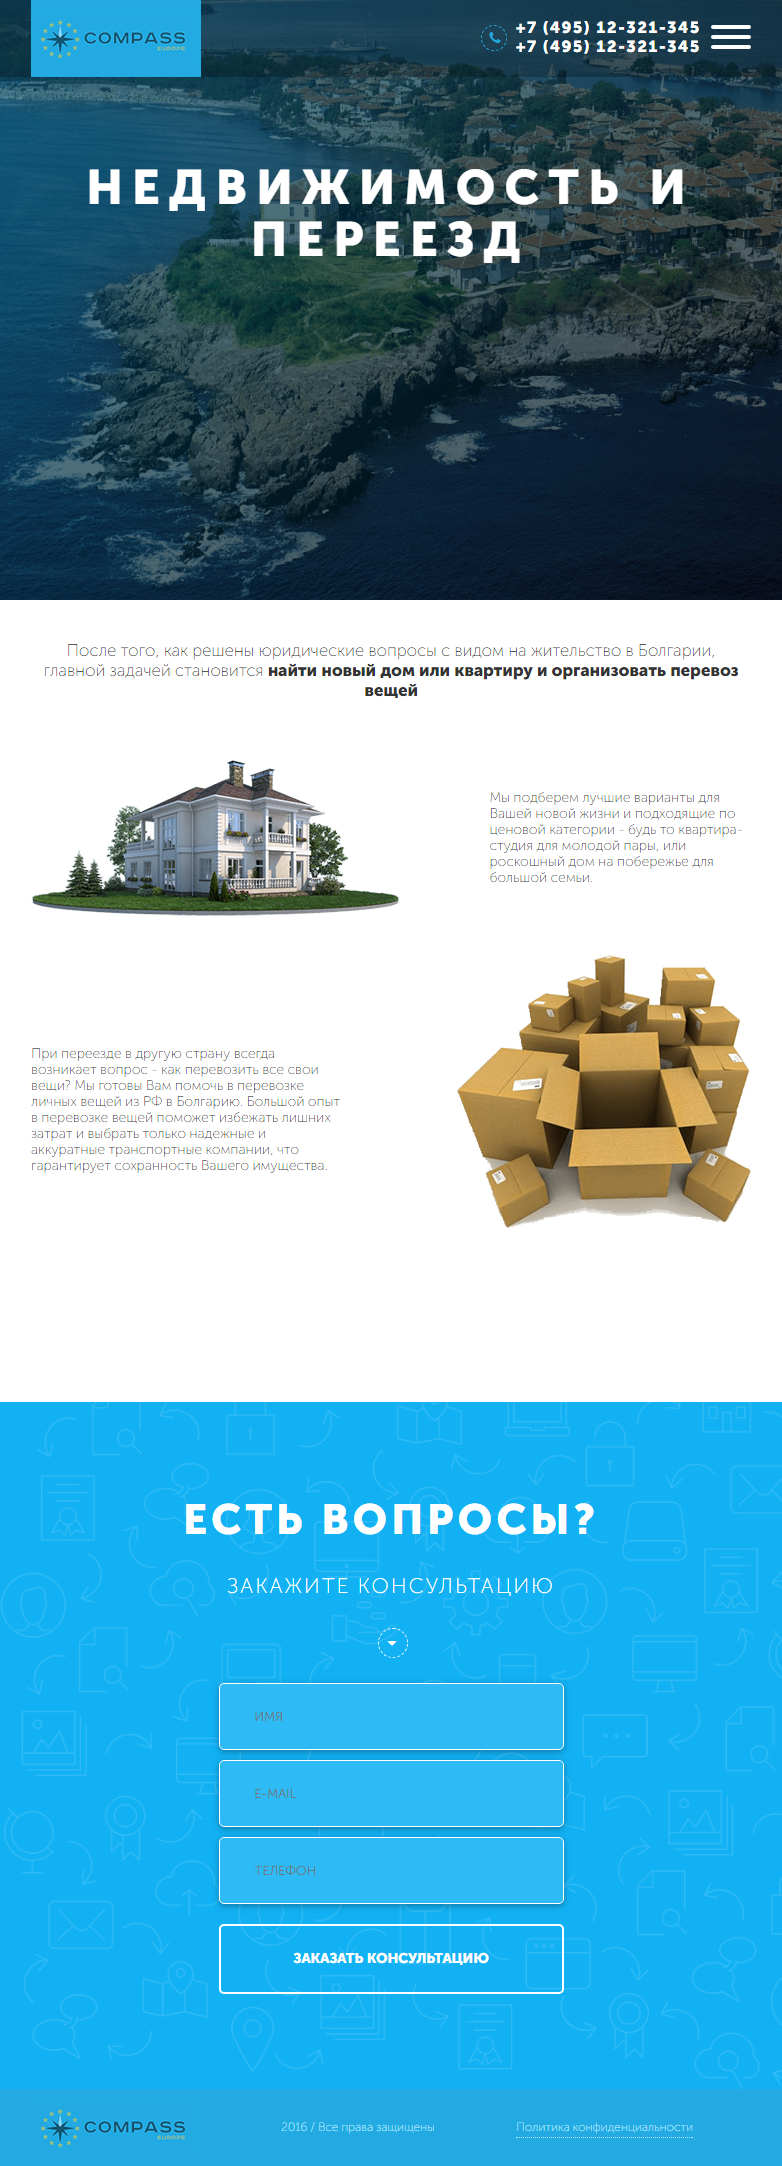 COMPASS
EUROPE
+7 (495) 12-321-345
+7 (495) 12-321-345
НЕДВИЖИМОСТЬ И
ПЕРЕЕЗД
После того, как решены юридические вопросы с видом на жительство в Болгарии,
главной задачей становится найти новый дом или квартиру и организовать перевоз
вещей
Мы подберем лучшие варианты для
Вашей новой жизни и подходящие по
ценовой категории - будь то квартира-
студия для молодой пары, или
роскошный дом на побережье для
большой семьи.
При переезде в другую страну всегда
возникает вопрос - как перевозить все свои
вещи? Мы готовы Вам помочь в перевозке
личных вещей из РФ в Болгарию. Большой опыт
в перевозке вещей поможет избежать лишних
затрат и выбрать только надежные и
аккуратные транспортные компании, что
гарантирует сохранность Вашего имущества.
ЕСТЬ ВОПРОСЫ?
ЗАКАЖИТЕ КОНСУЛЬТАЦИЮ
ИМЯ
E-MAIL
ТЕЛЕФОН
ЗАКАЗАТЬ КОНСУЛЬТАЦИЮ
COMPASS
EUROPE
2016 / Все права защищены
Политика конфиденциальности